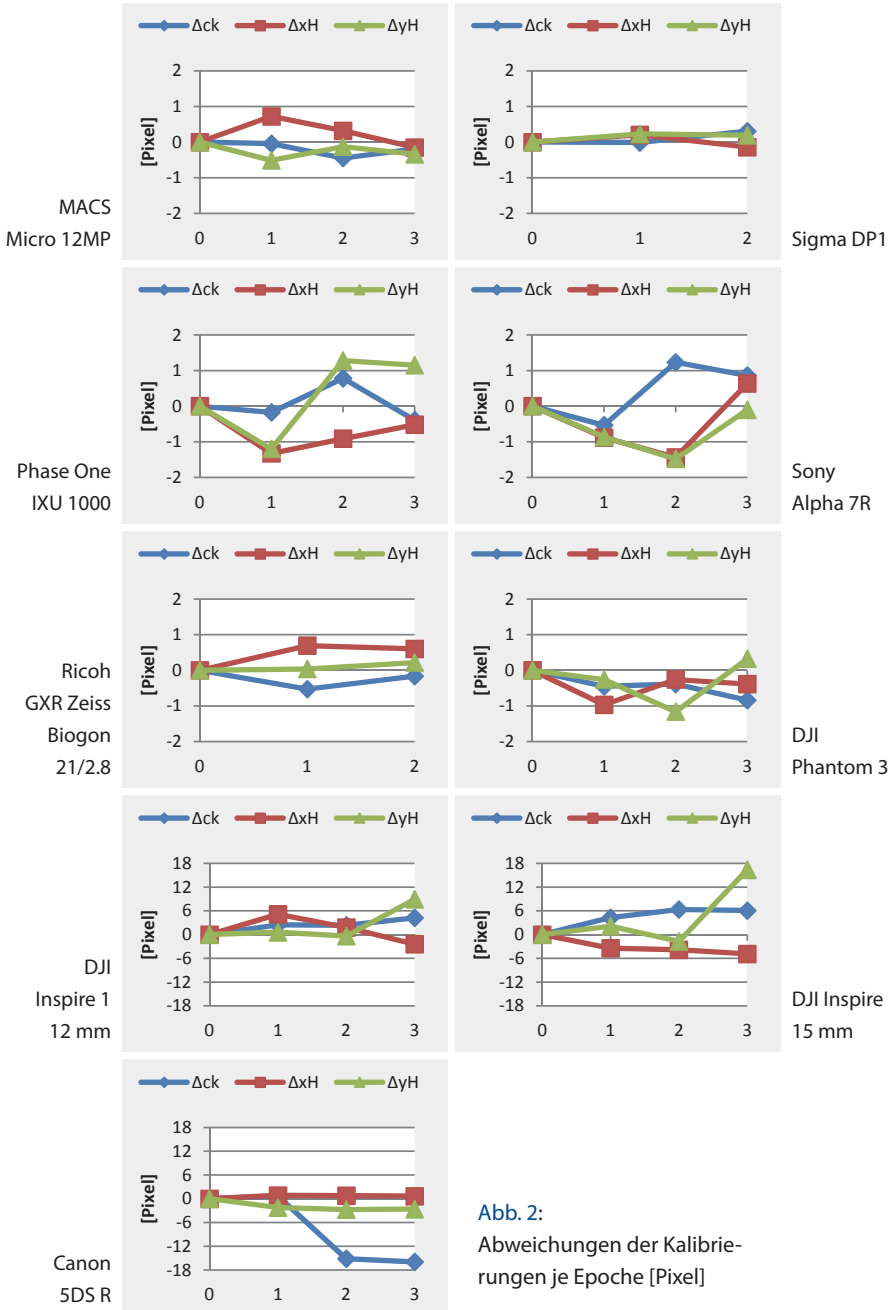 Δck ΔxH ΔyH
2
1
0
-1
-2
[Pixel]
0 1 2 3
MACS
Micro 12MP
Δck ΔxH ΔyH
2
1
0
-1
-2
[Pixel]
0 1 2
Sigma DP1
Δck ΔxH ΔyH
2
1
0
-1
-2
[Pixel]
0 1 2 3
Phase One
IXU 1000
Δck ΔxH ΔyH
2
1
0
-1
-2
[Pixel]
0 1 2 3
Sony
Alpha 7R
Δck ΔxH ΔyH
2
1
0
-1
-2
[Pixel]
0 1 2
Ricoh
GXR Zeiss
Biogon
21/2.8
Δck ΔxH ΔyH
2
1
0
-1
-2
[Pixel]
0 1 2 3
DJI
Phantom 3
Δck ΔxH ΔyH
18
12
6
0
-6
-12
-18
[Pixel]
0 1 2 3
DJI
Inspire 1
12 mm
Δck ΔxH ΔyH
18
12
6
0
-6
-12
-18
[Pixel]
0 1 2 3
DJI Inspire
15 mm
Δck ΔxH ΔyH
18
12
6
0
-6
-12
-18
[Pixel]
0 1 2 3
Canon
5DS R
Abb. 2:
Abweichungen der Kalibrie-
rungen je Epoche [Pixel]